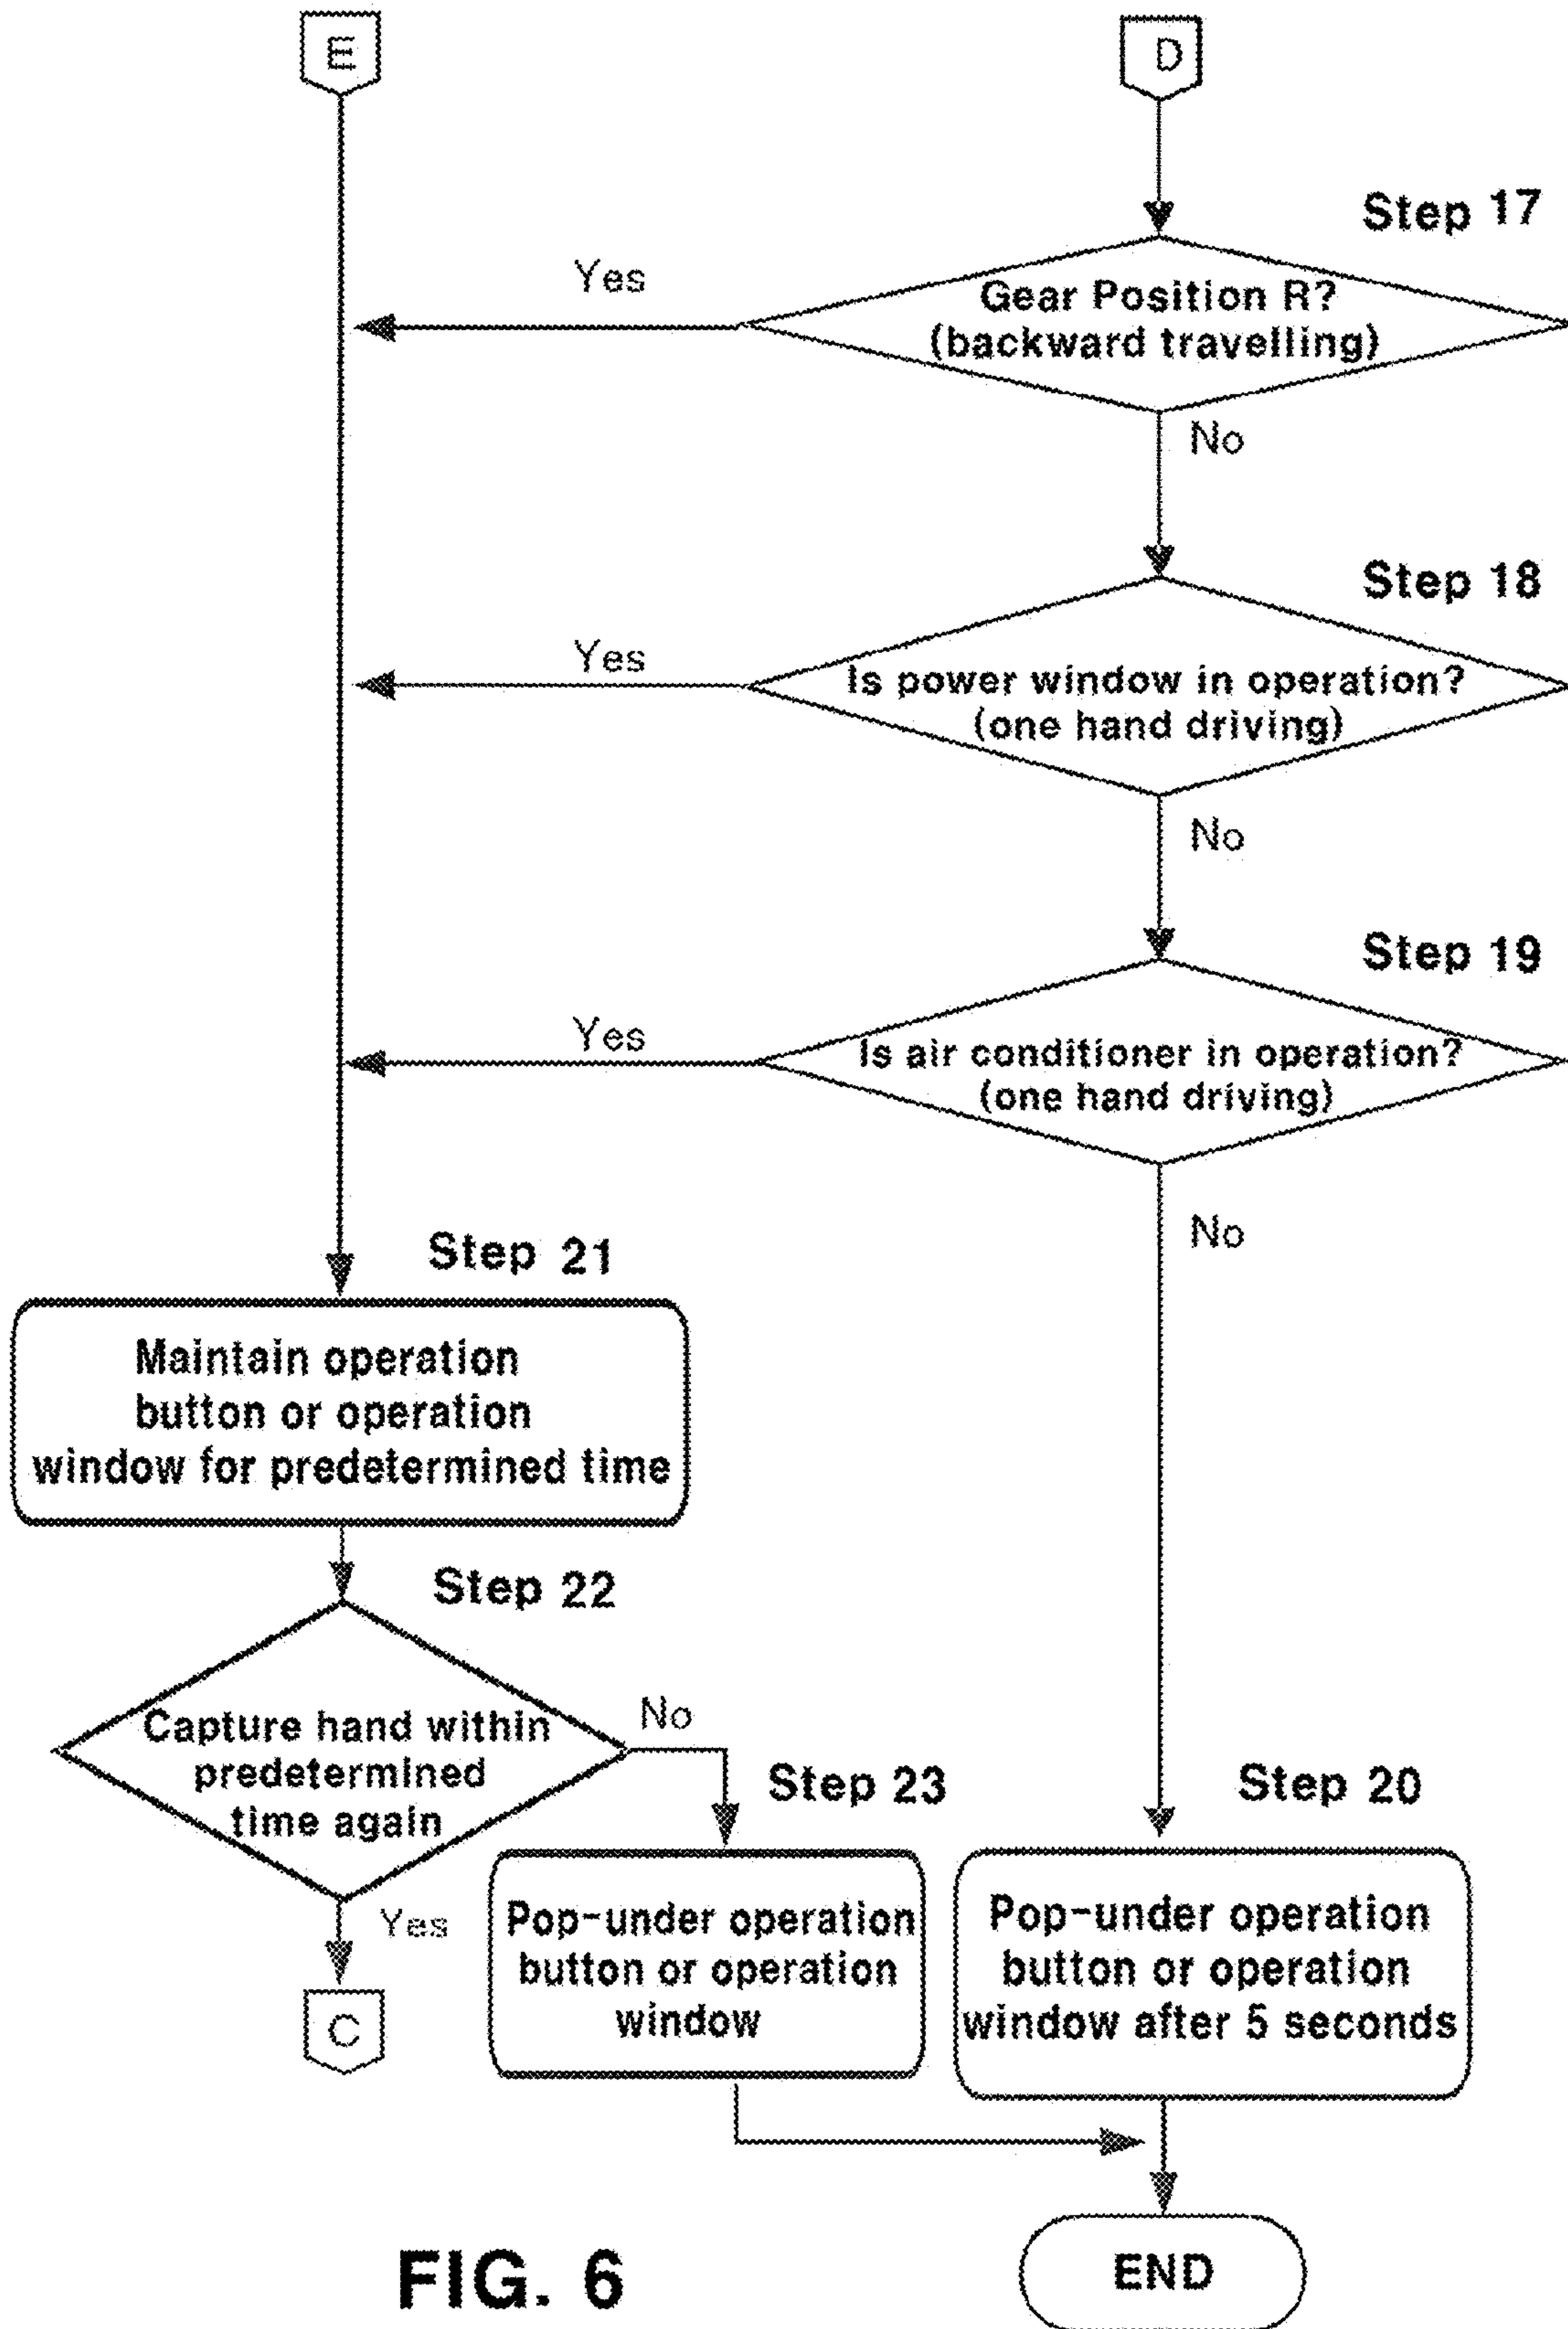 E
D
Step 17
Yes
Gear Position R?
(backward travelling)
No
Step 18
Yes
Is power window in operation?
(one hand driving)
No
Step 19
Yes
Is air conditioner in operation?
(one hand driving)
No
Step 21
Maintain operation
button or operation
window for predetermined time
Step 22
Capture hand within
predetermined
time again
No
Yes
C
Step 23
Pop-under operation
button or operation
window
Step 20
Pop-under operation
button or operation
window after 5 seconds
END
FIG. 6